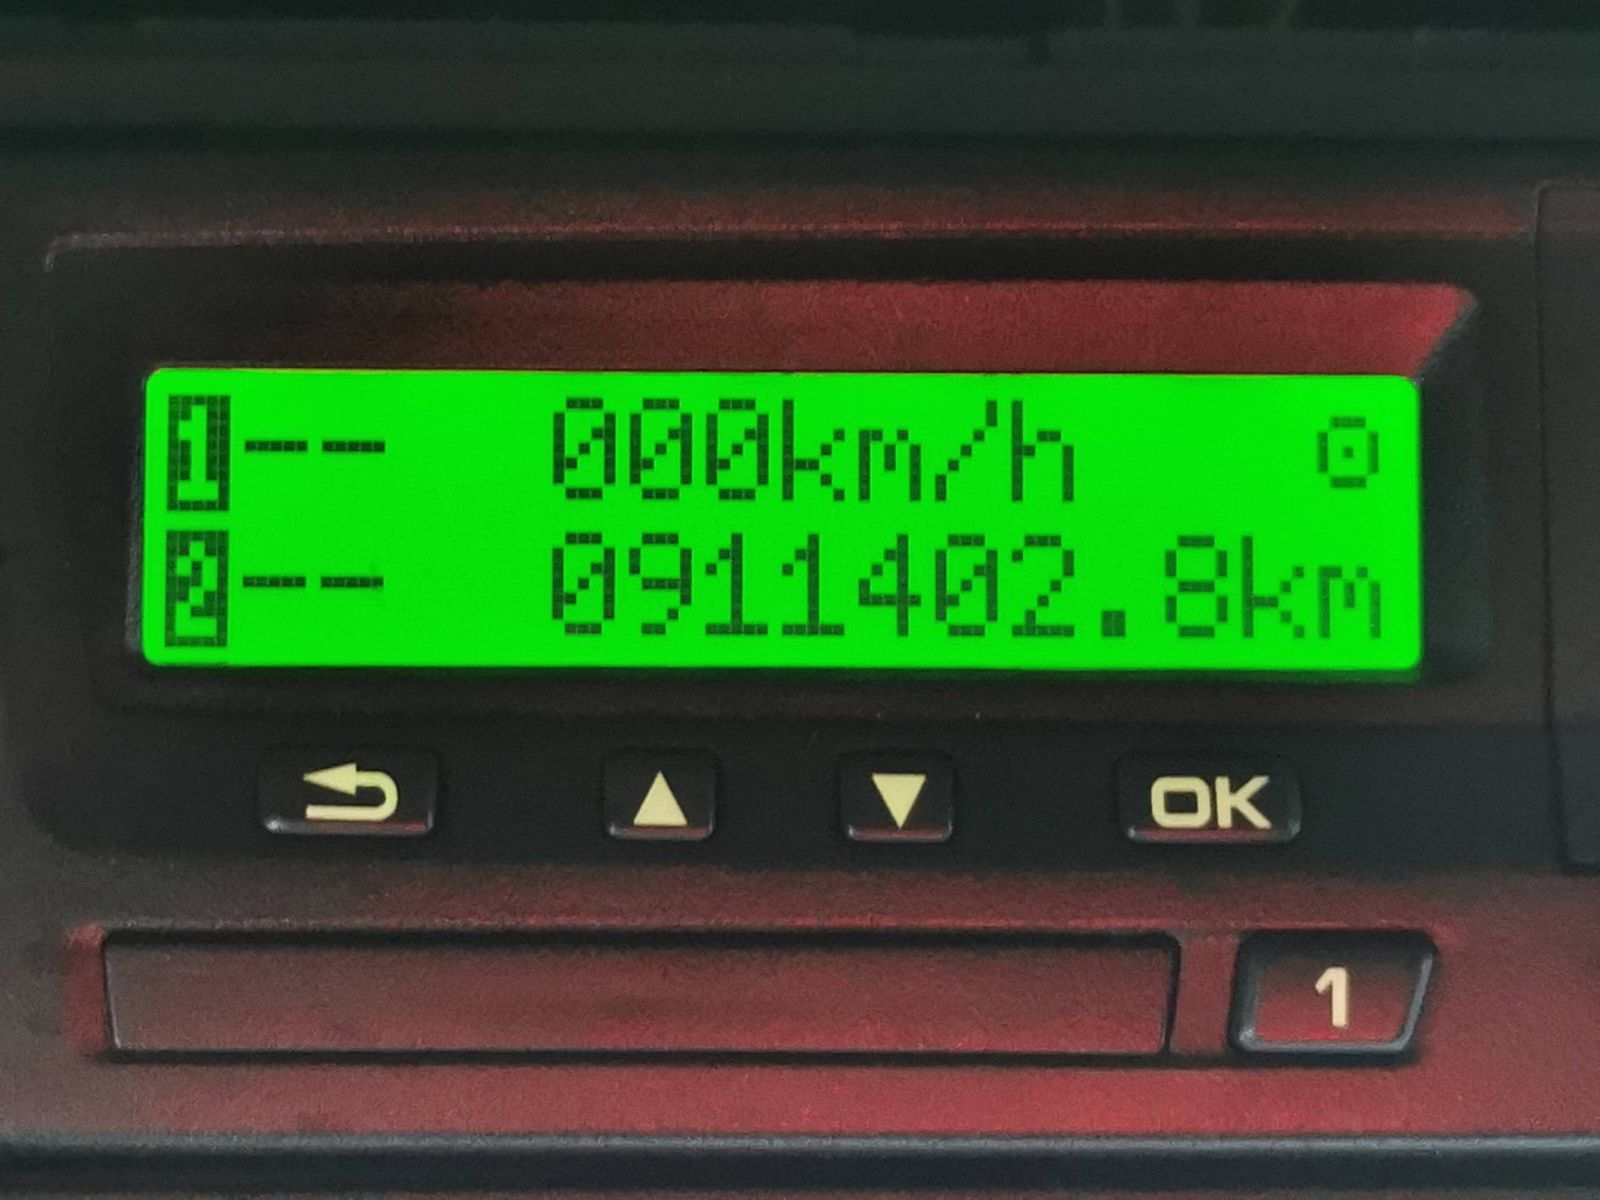 1-- 000km/h ⊙
2-- 0911402.8km
▲ ▼ OK
1